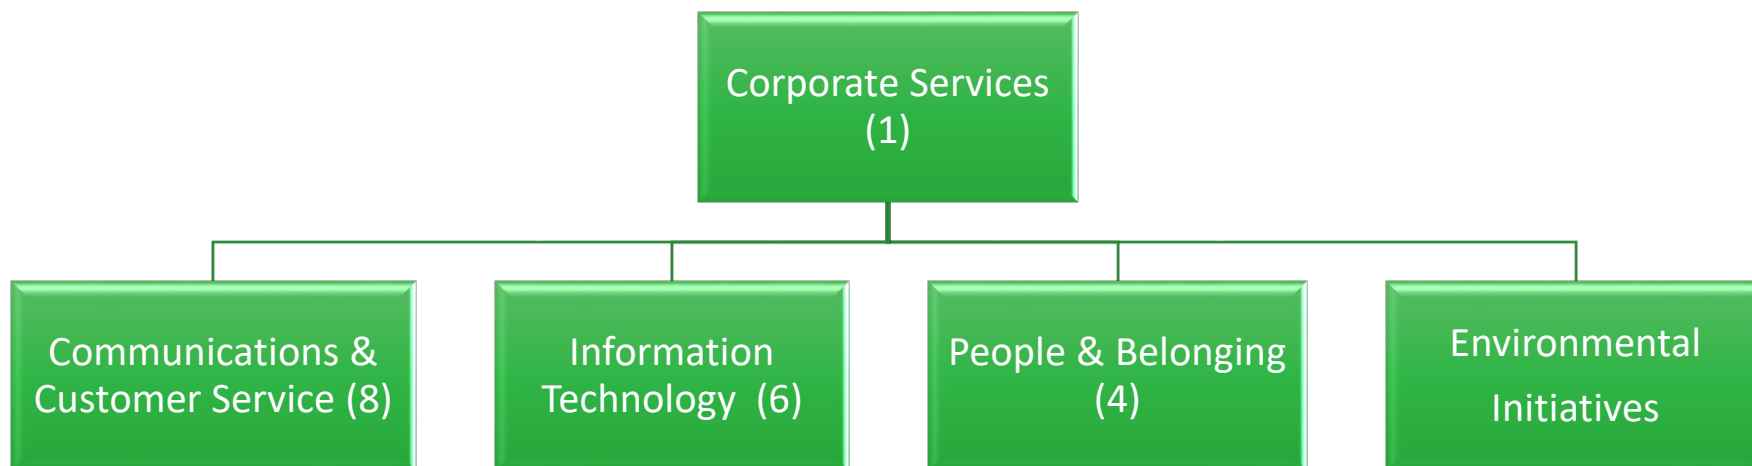 Corporate Services
(1)
Communications &
Customer Service (8)
Information
Technology  (6)
People & Belonging
(4)
Environmental
Initiatives